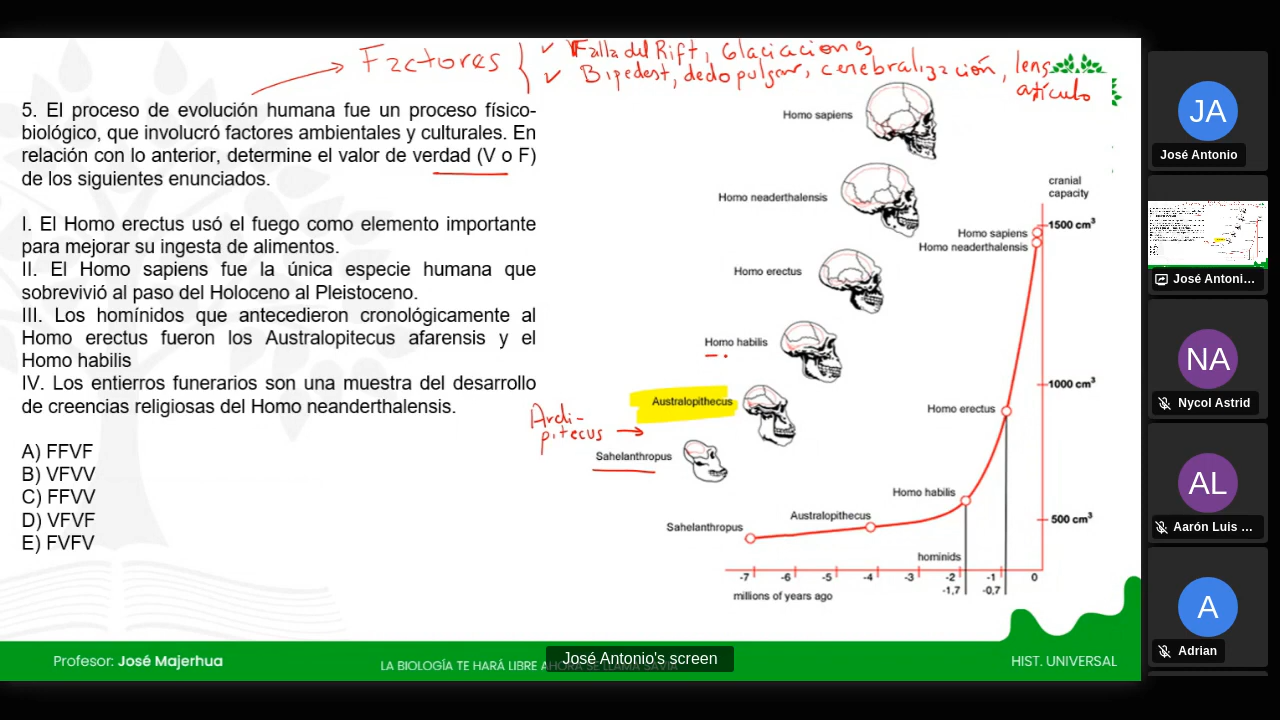 Factores
✓ Falla del Rift, Glaciaciones
✓ Bipedest, dedo pulgar, cerebralización, leng
atículo
5. El proceso de evolución humana fue un proceso físico-
biológico, que involucró factores ambientales y culturales. En
relación con lo anterior, determine el valor de verdad (V o F)
de los siguientes enunciados.
I. El Homo erectus usó el fuego como elemento importante
para mejorar su ingesta de alimentos.
II. El Homo sapiens fue la única especie humana que
sobrevivió al paso del Holoceno al Pleistoceno.
III. Los homínidos que antecedieron cronológicamente al
Homo erectus fueron los Australopitecus afarensis y el
Homo habilis
IV. Los entierros funerarios son una muestra del desarrollo
de creencias religiosas del Homo neanderthalensis.
A) FFVF
B) VFVV
C) FFVV
D) VFVF
E) FVFV
Homo sapiens
Homo neaderthalensis
Homo erectus
Homo habilis
Australopithecus
Ardi-
pitecus
Sahelanthropus
cranial
capacity
1500 cm³
Homo sapiens
Homo neaderthalensis
1000 cm³
Homo erectus
Homo habilis
500 cm³
Australopithecus
Sahelanthropus
hominids
-7 -6 -5 -4 -3 -2 -1 0
-1,7 -0,7
millions of years ago
Profesor: José Majerhua
LA BIOLOGÍA TE HARÁ LIBRE AHORA SE LLAMA SAVIA
HIST. UNIVERSAL
José Antonio's screen
JA
José Antonio
José Antoni...
NA
Nycol Astrid
AL
Aarón Luis ...
A
Adrian